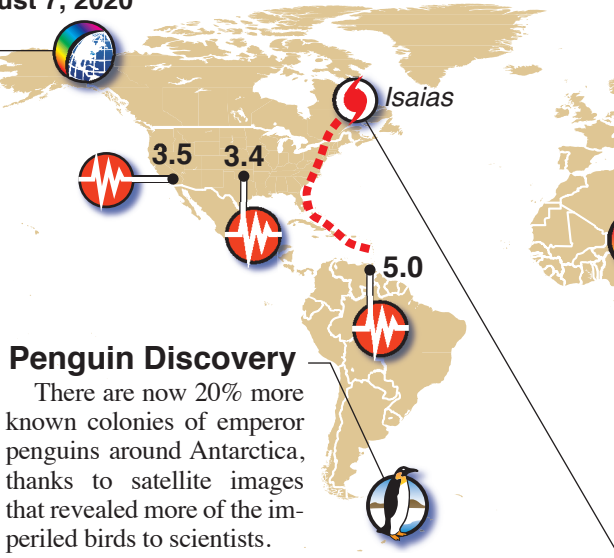 ust 7, 2020
Isaias
3.5
3.4
5.0
Penguin Discovery
There are now 20% more
known colonies of emperor
penguins around Antarctica,
thanks to satellite images
that revealed more of the im-
periled birds to scientists.